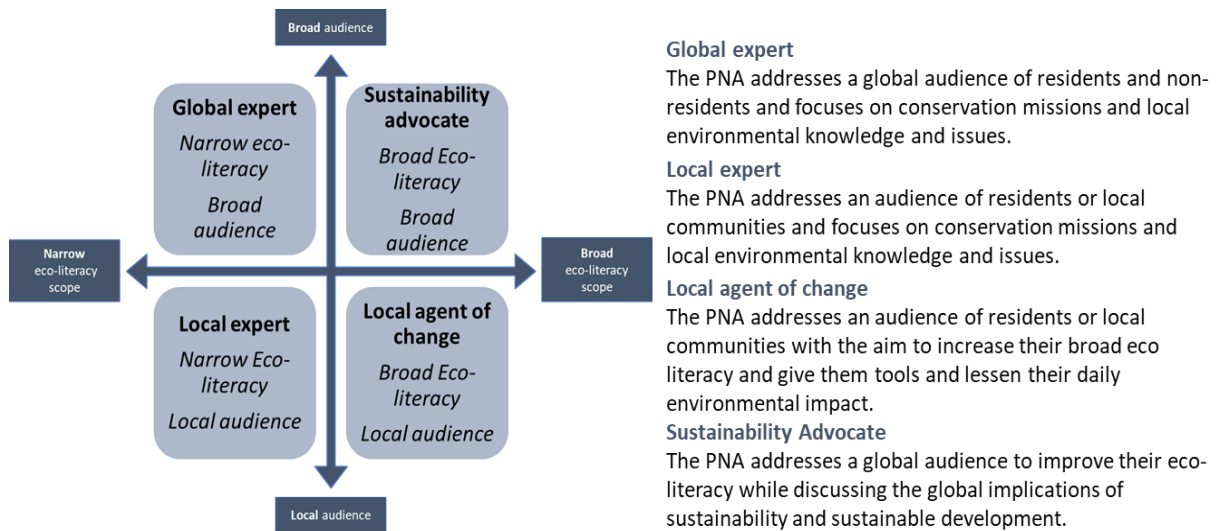 Broad audience
Global expert
Narrow eco-
literacy
Broad
audience
Sustainability
advocate
Broad Eco-
literacy
Broad
audience
Narrow
eco-literacy
scope
Broad
eco-literacy
scope
Local expert
Narrow Eco-
literacy
Local audience
Local agent of
change
Broad Eco-
literacy
Local audience
Local audience
Global expert
The PNA addresses a global audience of residents and non-
residents and focuses on conservation missions and local
environmental knowledge and issues.
Local expert
The PNA addresses an audience of residents or local
communities and focuses on conservation missions and
local environmental knowledge and issues.
Local agent of change
The PNA addresses an audience of residents or local
communities with the aim to increase their broad eco
literacy and give them tools and lessen their daily
environmental impact.
Sustainability Advocate
The PNA addresses a global audience to improve their eco-
literacy while discussing the global implications of
sustainability and sustainable development.